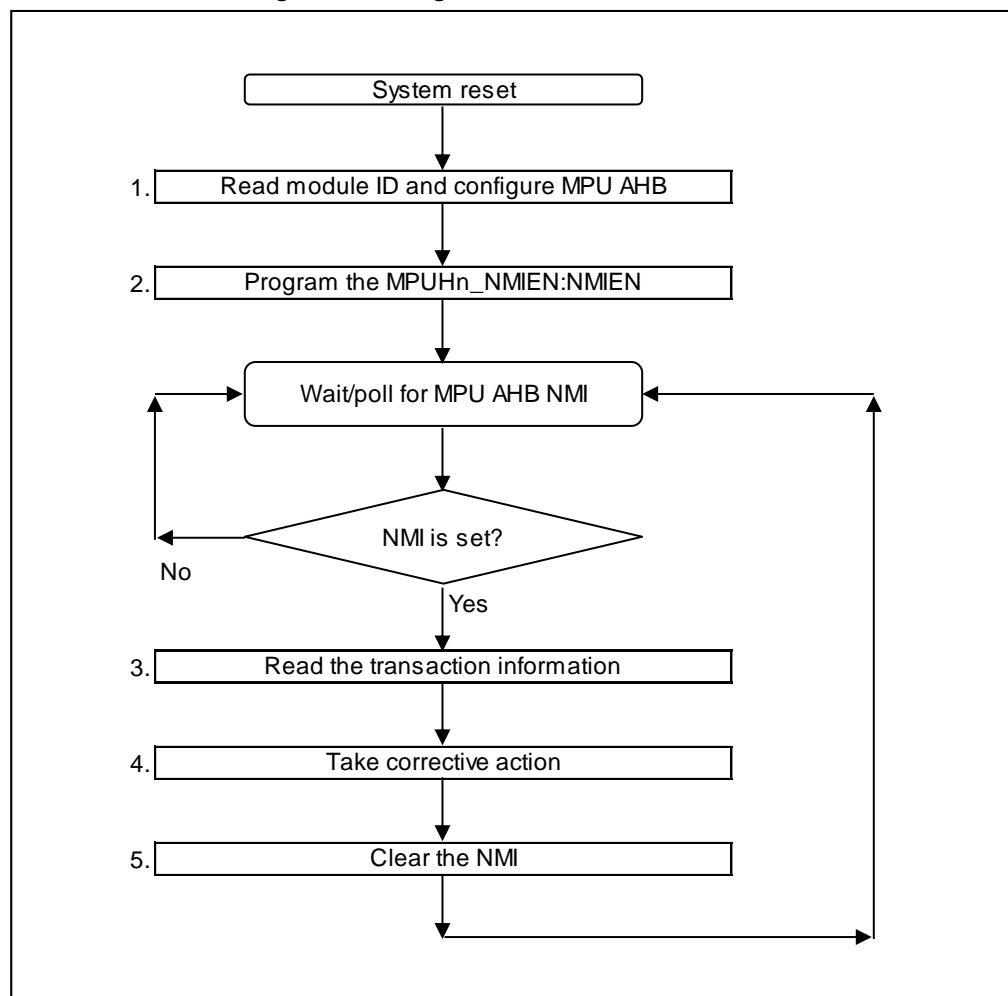 System reset
1. Read module ID and configure MPU AHB
2. Program the MPUHn_NMIEN:NMIEN
Wait/poll for MPU AHB NMI
NMI is set?
No
Yes
3. Read the transaction information
4. Take corrective action
5. Clear the NMI